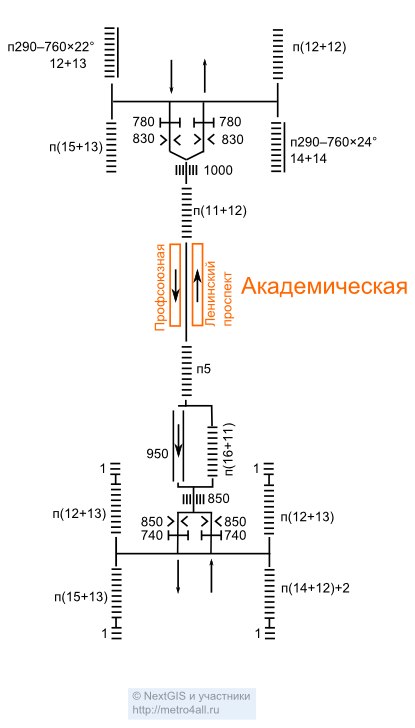 п290–760×22°
12+13
п(12+12)
780
780
830
830
п(15+13)
п290–760×24°
14+14
1000
п(11+12)
Профсоюзная
Ленинский
проспект
Академическая
п5
950
п(16+11)
1
1
850
п(12+13)
850
850
п(12+13)
740
740
п(15+13)
п(14+12)+2
1
1
© NextGIS и участники
http://metro4all.ru